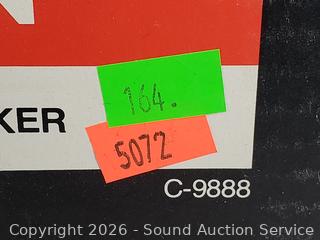 N
164.
KER
5072
C-9888
Copyright 2026 - Sound Auction Service